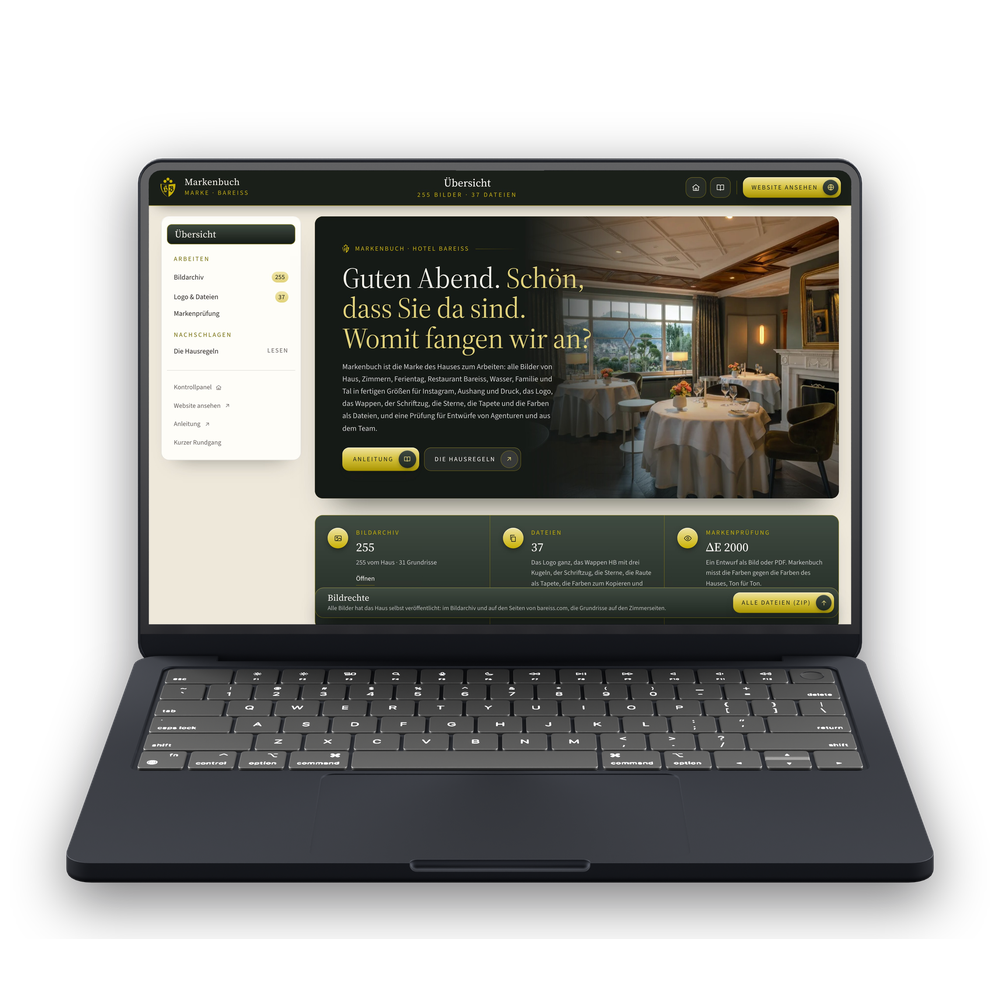 Markenbuch
MARKE · BAREISS
Übersicht
255 BILDER · 37 DATEIEN
WEBSITE ANSEHEN
Übersicht
ARBEITEN
Bildarchiv 255
Logo & Dateien 37
Markenprüfung
NACHSCHLAGEN
Die Hausregeln LESEN
Kontrollpanel
Website ansehen
Anleitung
Kurzer Rundgang
MARKENBUCH · HOTEL BAREISS
Guten Abend. Schön,
dass Sie da sind.
Womit fangen wir an?
Markenbuch ist die Marke des Hauses zum Arbeiten: alle Bilder von
Haus, Zimmern, Ferientag, Restaurant Bareiss, Wasser, Familie und
Tal in fertigen Größen für Instagram, Aushang und Druck, das Logo,
das Wappen, der Schriftzug, die Sterne, die Tapete und die Farben
als Dateien, und eine Prüfung für Entwürfe von Agenturen und aus
dem Team.
ANLEITUNG
DIE HAUSREGELN
BILDARCHIV
255
255 vom Haus · 31 Grundrisse
Öffnen
DATEIEN
37
Das Logo ganz, das Wappen HB mit drei
Kugeln, der Schriftzug, die Sterne, die Raute
als Tapete, die Farben zum Kopieren und
MARKENPRÜFUNG
ΔE 2000
Ein Entwurf als Bild oder PDF. Markenbuch
misst die Farben gegen die Farben des
Hauses, Ton für Ton.
Bildrechte
Alle Bilder hat das Haus selbst veröffentlicht: im Bildarchiv und auf den Seiten von bareiss.com, die Grundrisse auf den Zimmerseiten.
ALLE DATEIEN (ZIP)
esc
~ 1 2 3 4 5 6 7 8 9 0 delete
tab Q W E R T Y U I O P
caps lock A S D F G H J K L return
shift Z X C V B N M shift
fn control option command command option